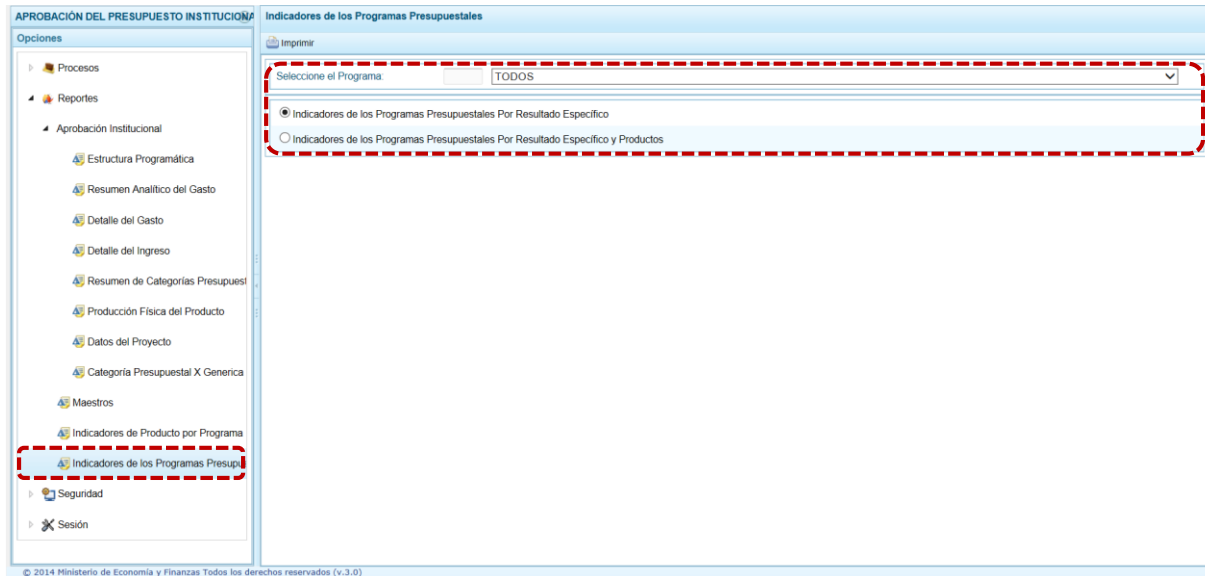 APROBACIÓN DEL PRESUPUESTO INSTITUCIONA
Opciones
Procesos
Reportes
Aprobación Institucional
Estructura Programática
Resumen Analítico del Gasto
Detalle del Gasto
Detalle del Ingreso
Resumen de Categorías Presupuest
Producción Física del Producto
Datos del Proyecto
Categoría Presupuestal X Generica
Maestros
Indicadores de Producto por Programa
Indicadores de los Programas Presupu
Seguridad
Sesión
Indicadores de los Programas Presupuestales
Imprimir
Seleccione el Programa: TODOS
Indicadores de los Programas Presupuestales Por Resultado Específico
Indicadores de los Programas Presupuestales Por Resultado Específico y Productos
© 2014 Ministerio de Economía y Finanzas Todos los derechos reservados (v.3.0)